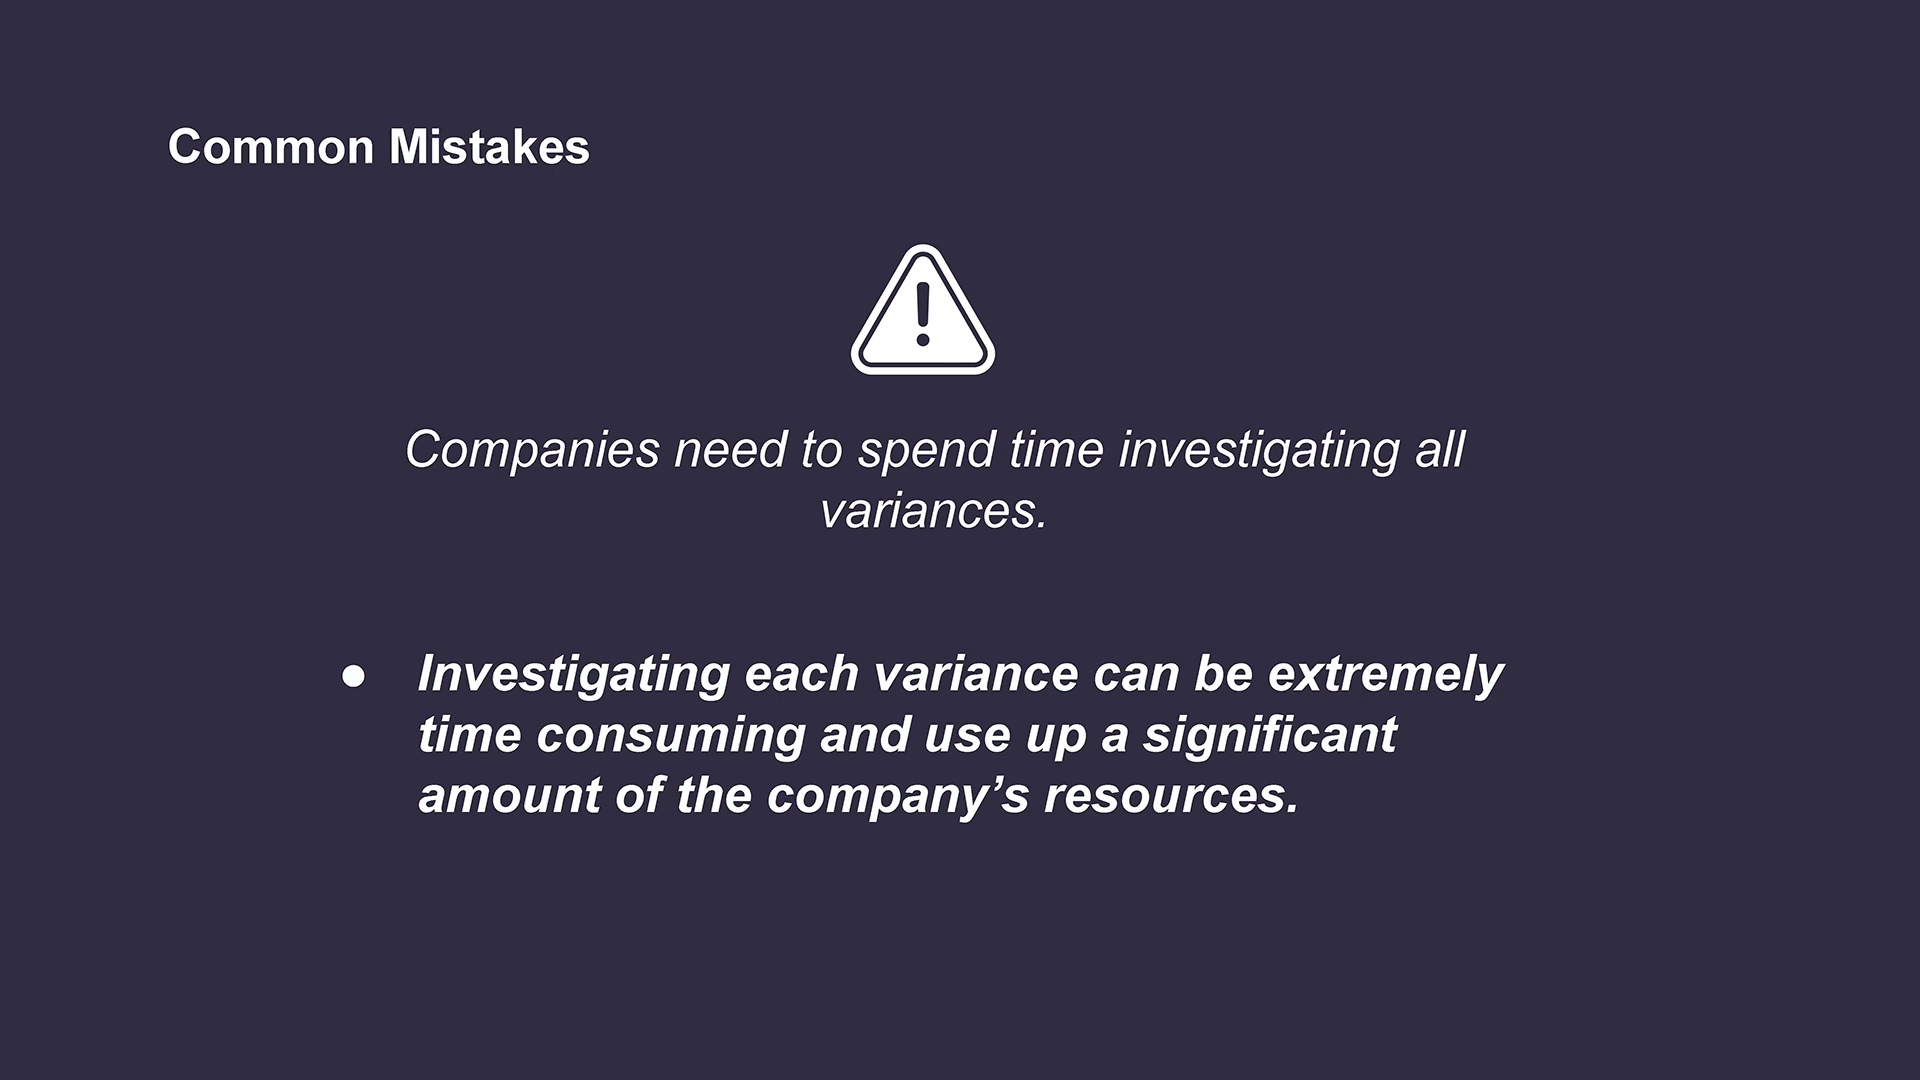 Common Mistakes
Companies need to spend time investigating all
variances.
● Investigating each variance can be extremely
time consuming and use up a significant
amount of the company’s resources.